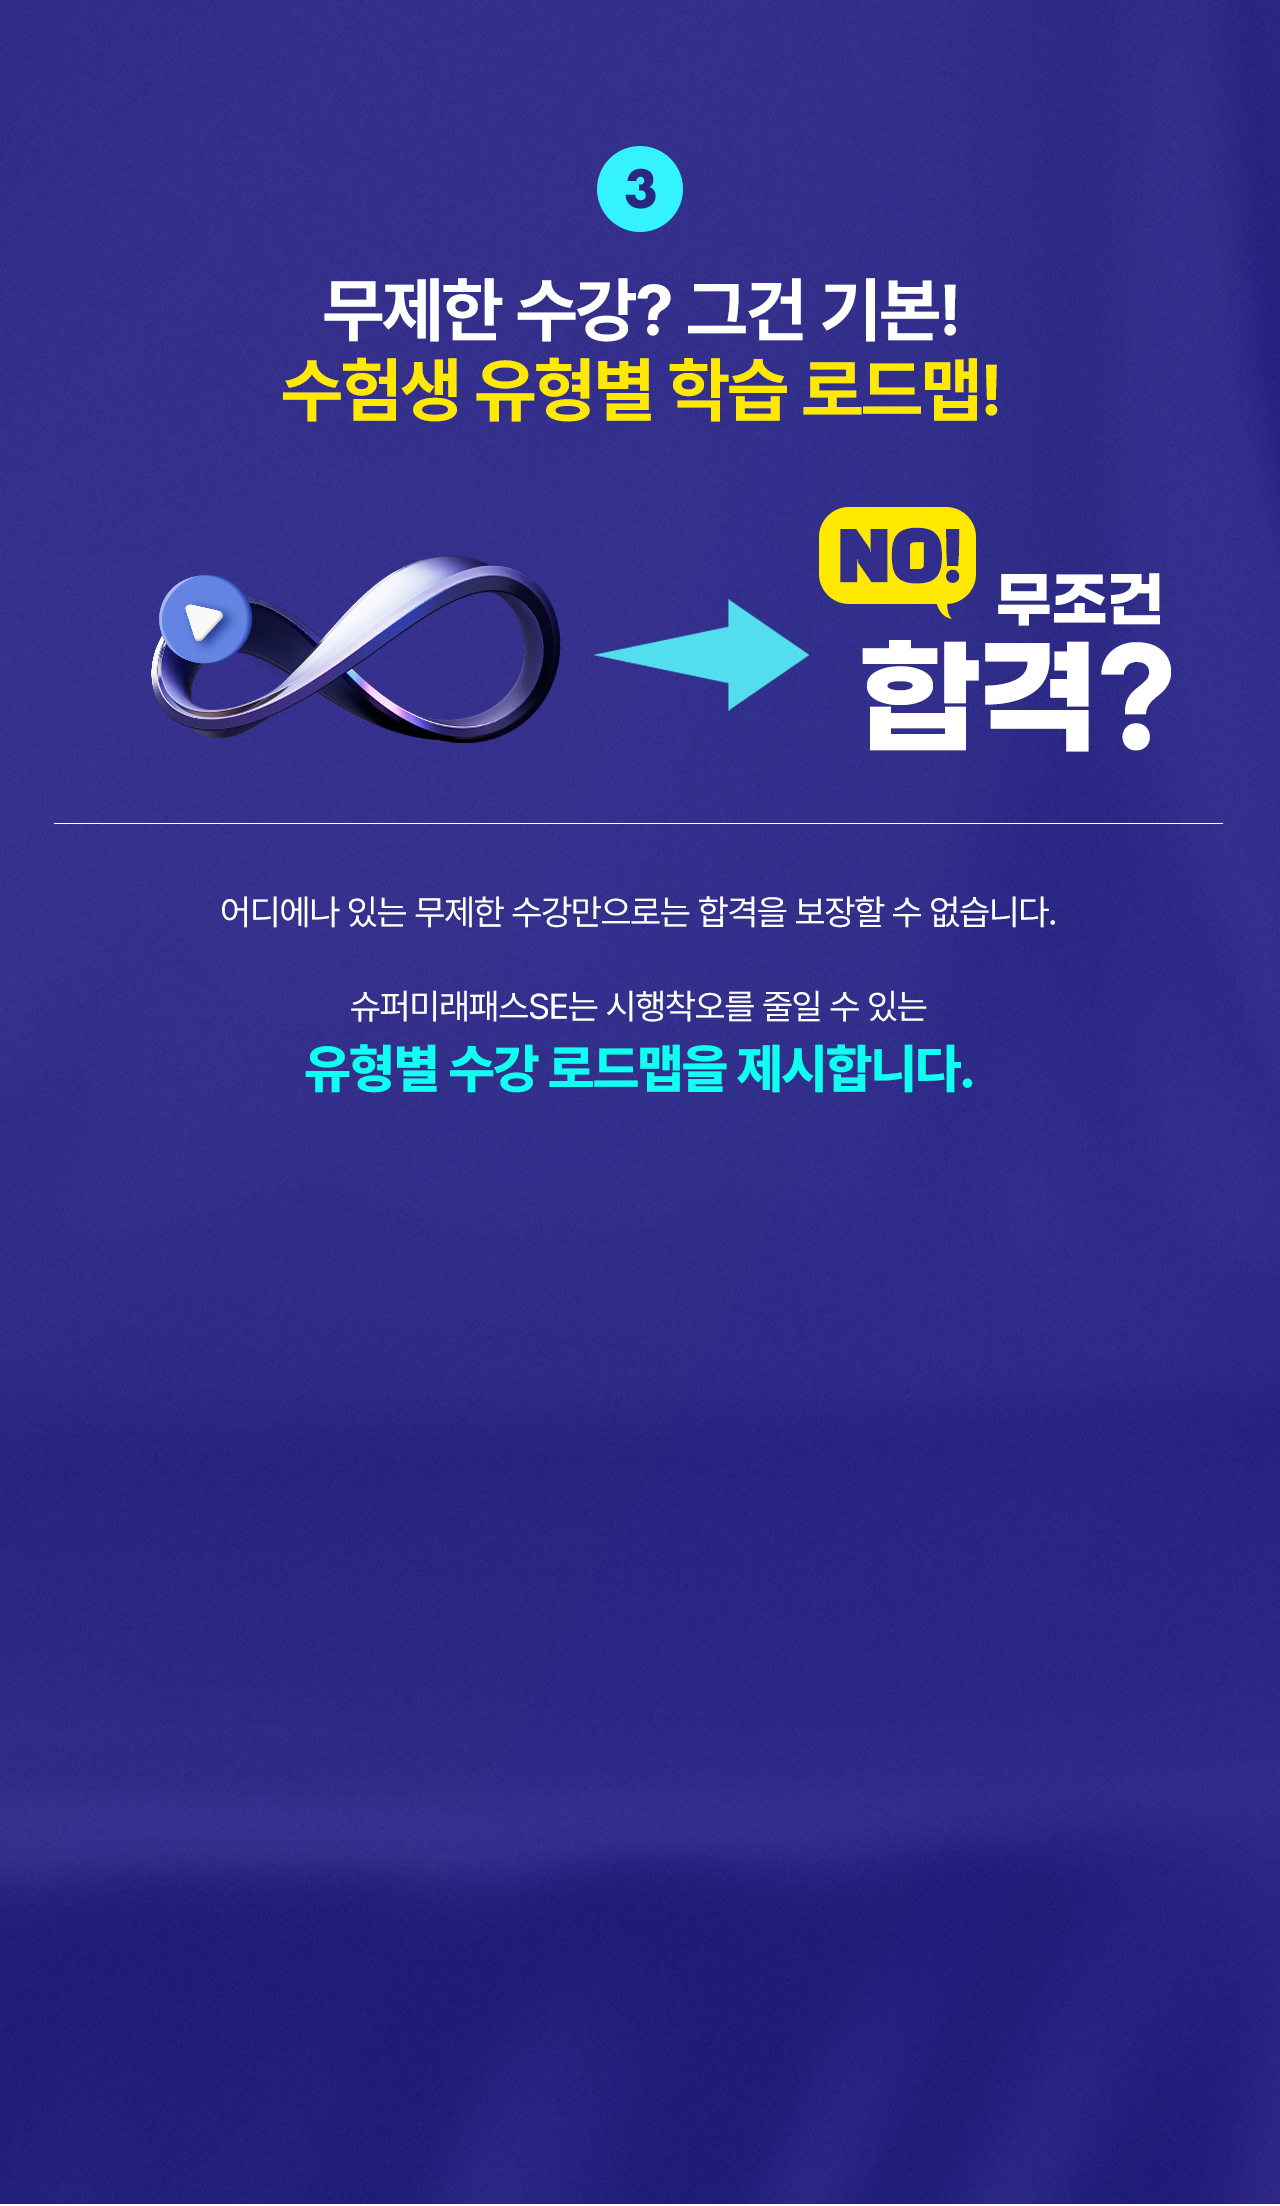 3
무제한 수강? 그건 기본!
수험생 유형별 학습 로드맵!
NO!
무조건
합격?
어디에나 있는 무제한 수강만으로는 합격을 보장할 수 없습니다.
슈퍼미래패스SE는 시행착오를 줄일 수 있는
유형별 수강 로드맵을 제시합니다.